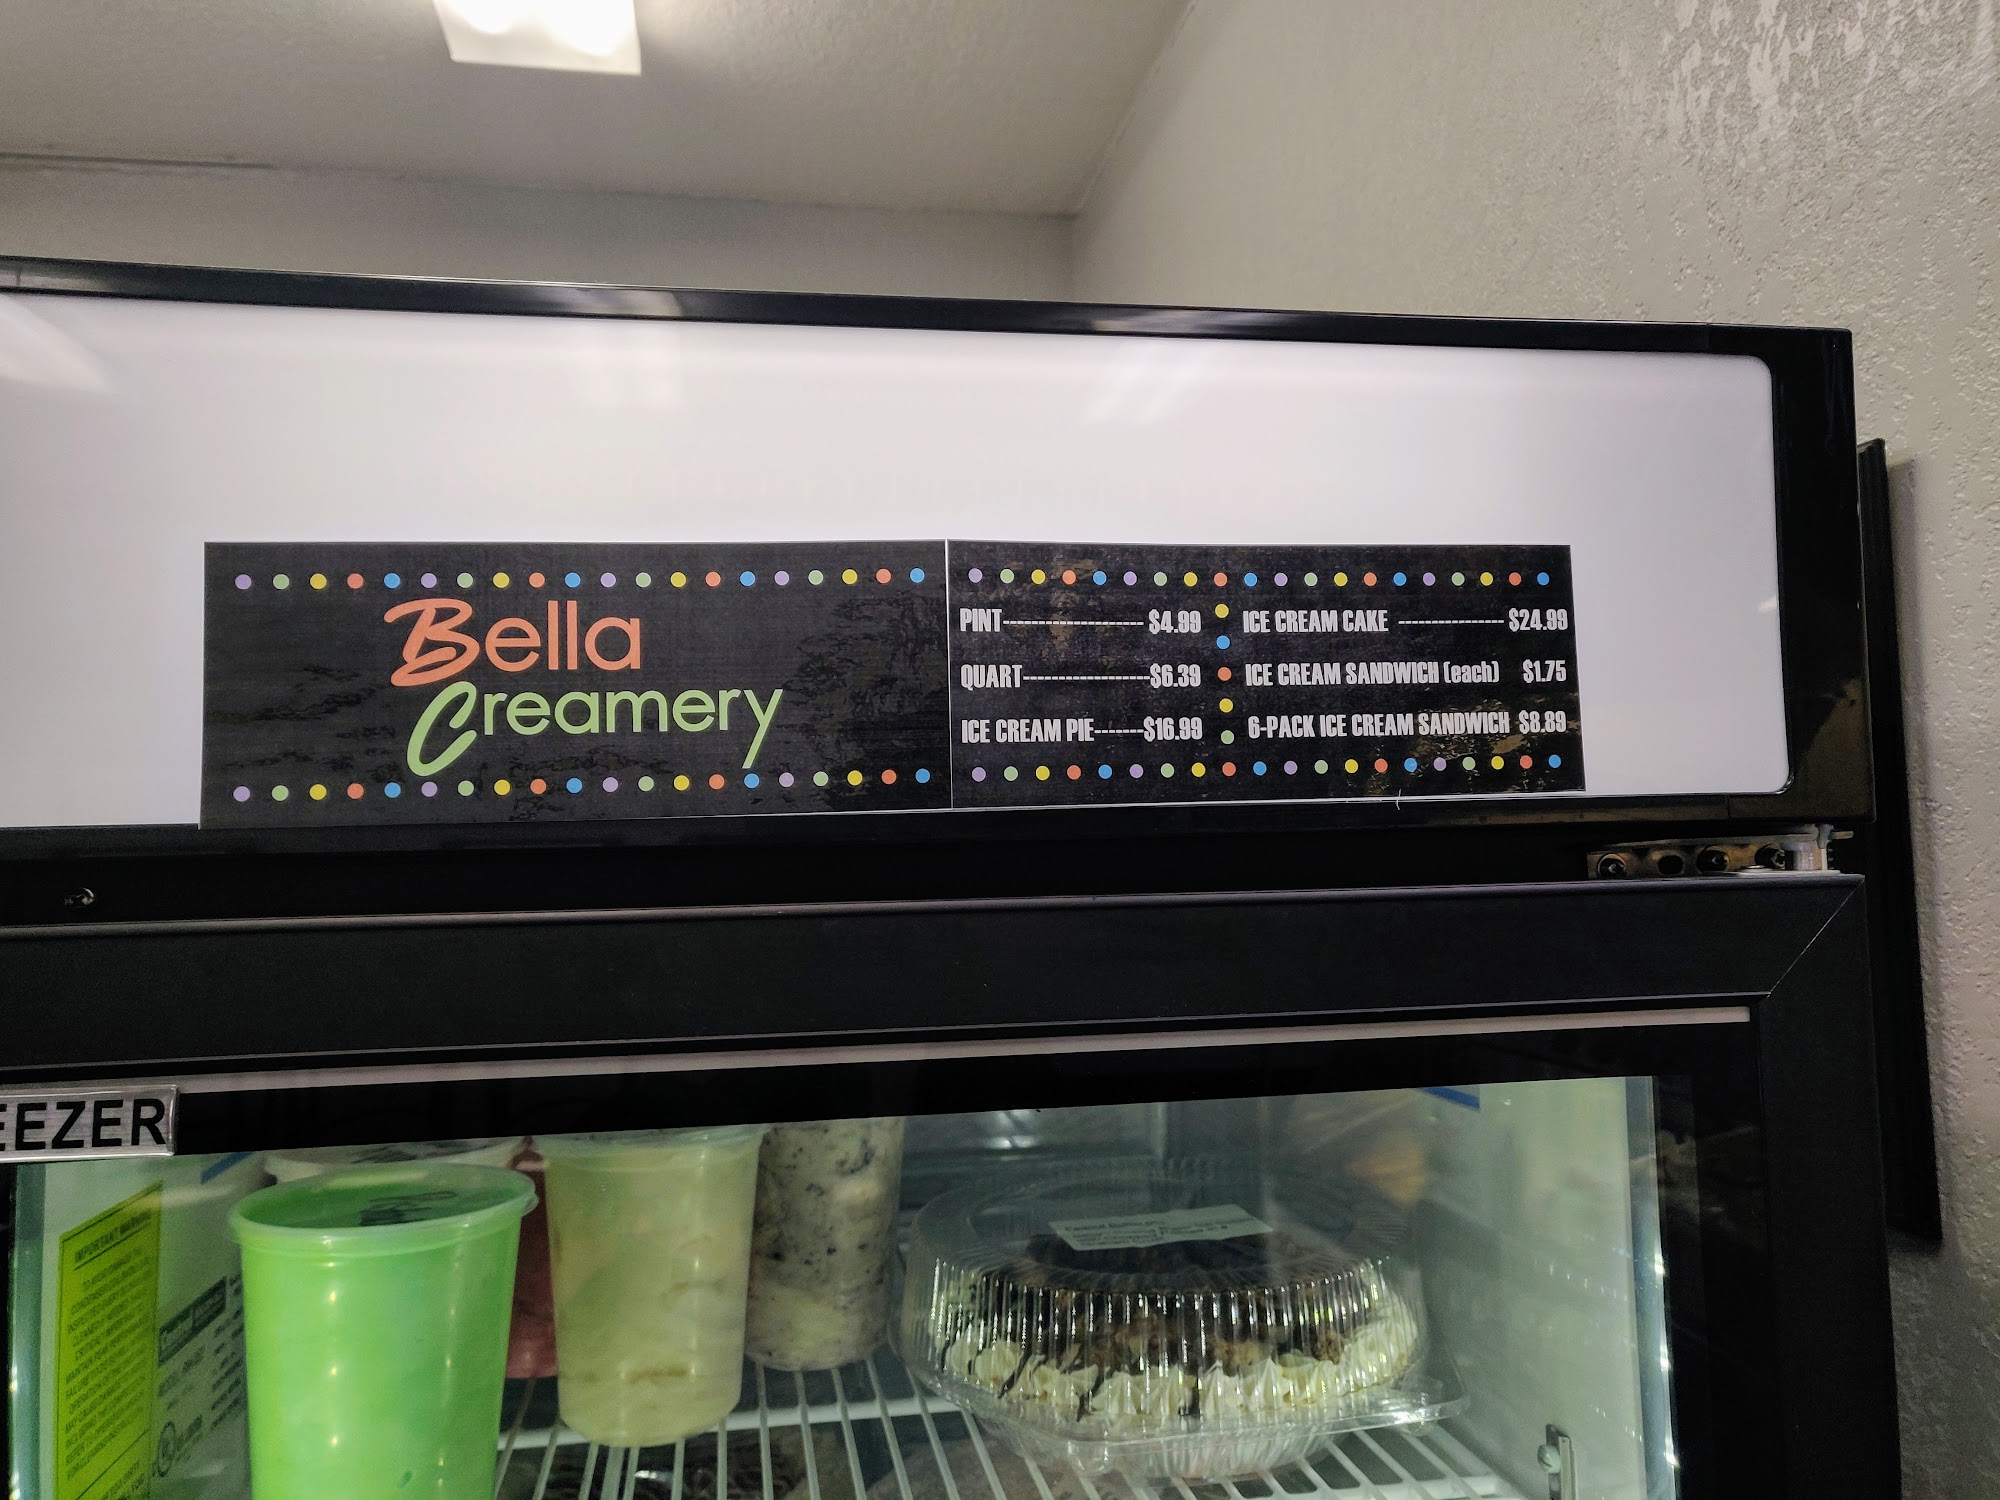 Bella
Creamery
PINT-------------------- $4.99
QUART------------------$6.39
ICE CREAM PIE-------$16.99
ICE CREAM CAKE --------------- $24.99
ICE CREAM SANDWICH (each) $1.75
6-PACK ICE CREAM SANDWICH $8.89
EEZER
IMPORTANT